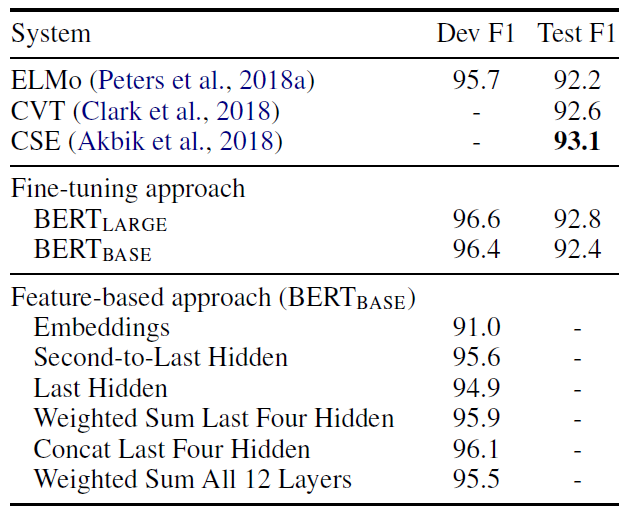 System Dev F1 Test F1
ELMo (Peters et al., 2018a) 95.7 92.2
CVT (Clark et al., 2018) - 92.6
CSE (Akbik et al., 2018) - 93.1
Fine-tuning approach
BERTLARGE 96.6 92.8
BERTBASE 96.4 92.4
Feature-based approach (BERTBASE)
Embeddings 91.0 -
Second-to-Last Hidden 95.6 -
Last Hidden 94.9 -
Weighted Sum Last Four Hidden 95.9 -
Concat Last Four Hidden 96.1 -
Weighted Sum All 12 Layers 95.5 -